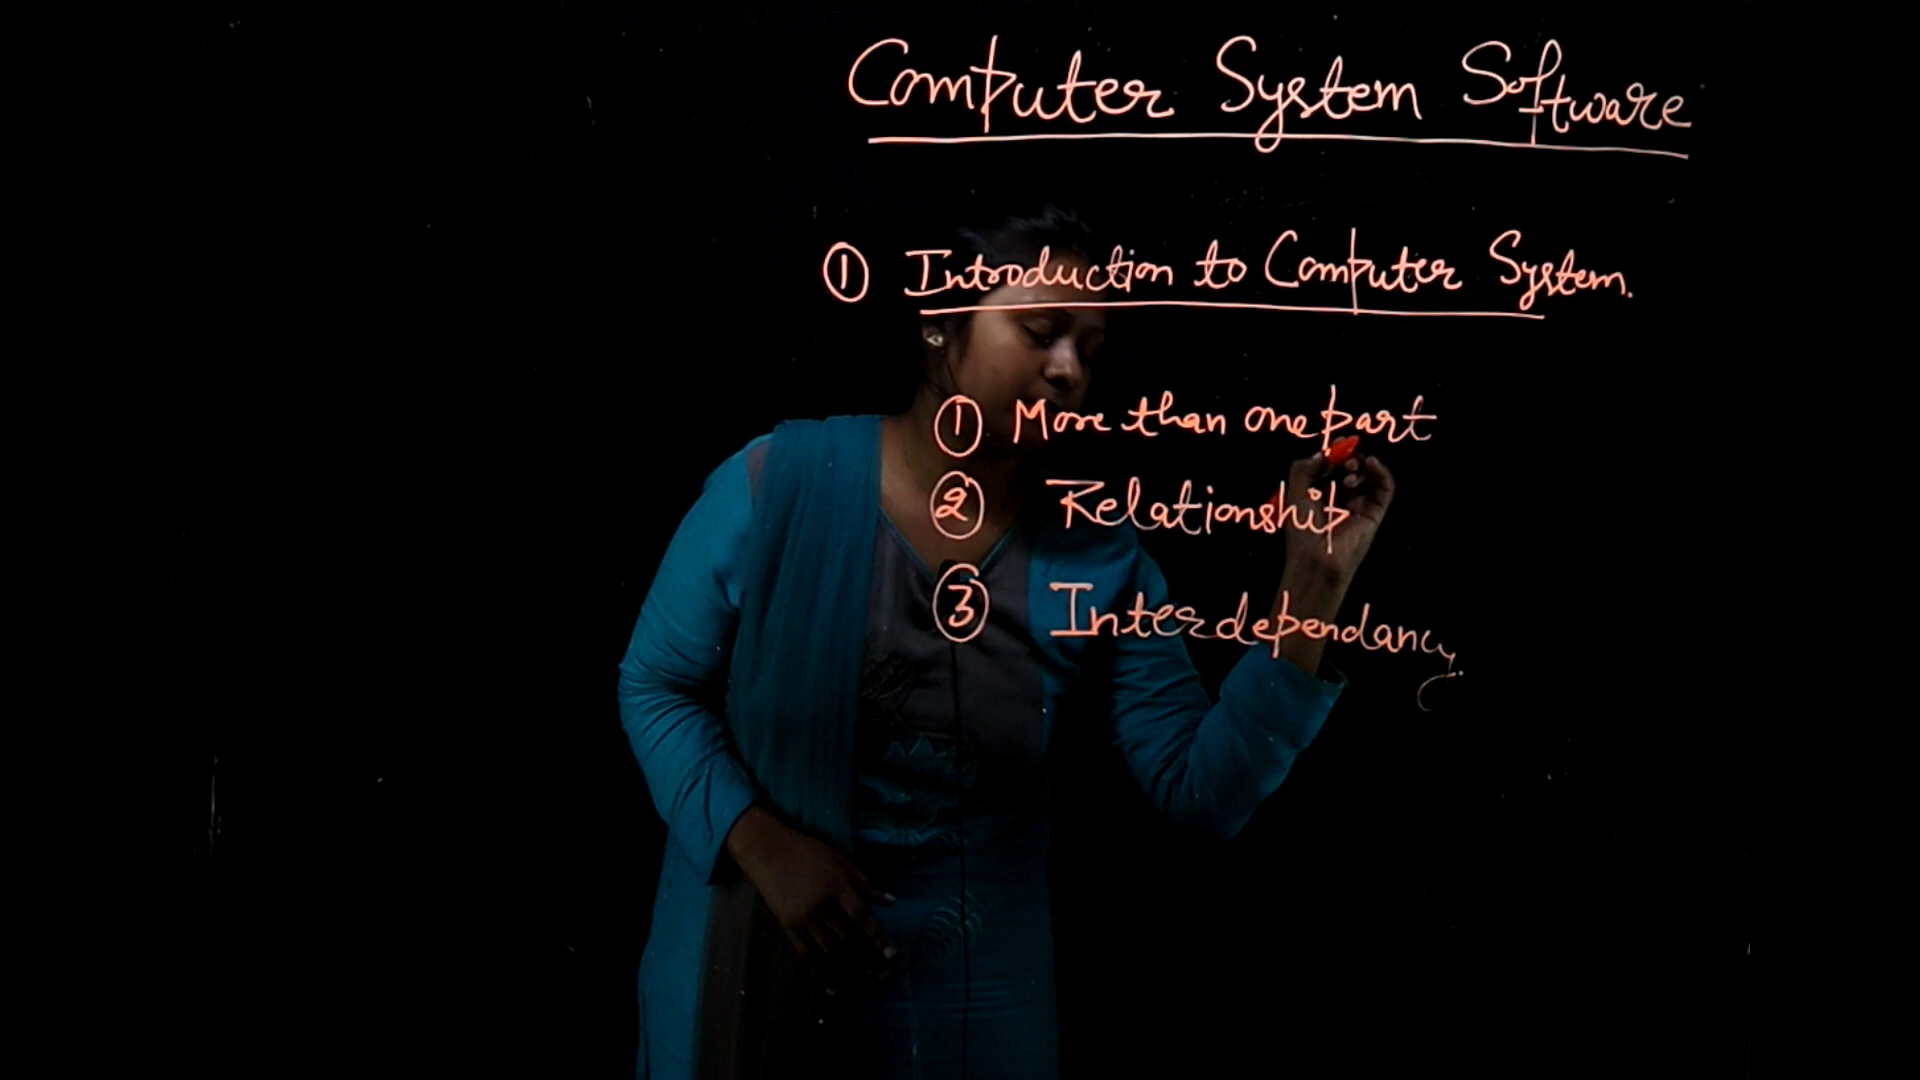 Computer System Software
① Introduction to Computer System.
① More than one part
② Relationship
③ Interdependancy.